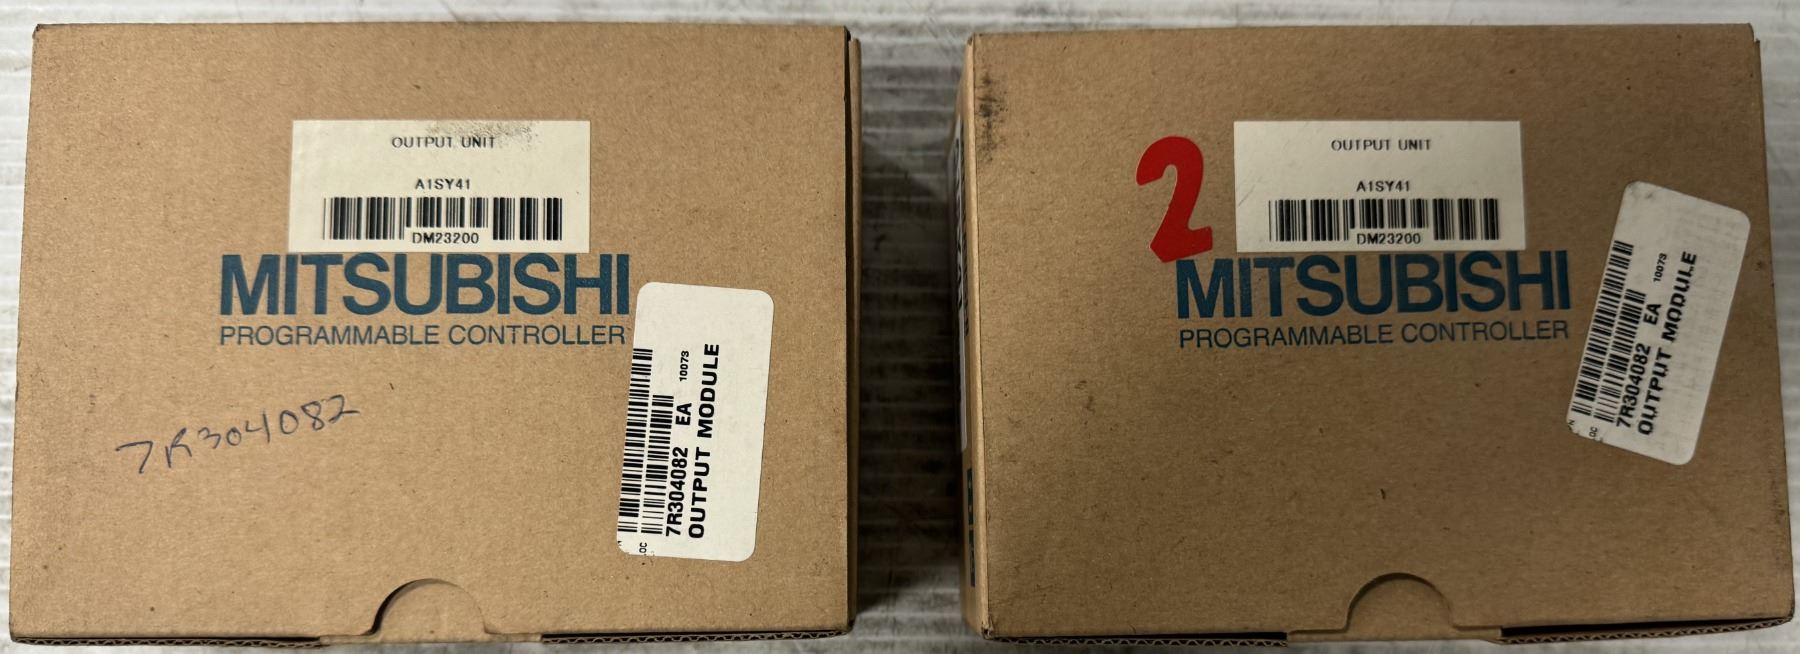 OUTPUT UNIT
A1SY41
DM23200
MITSUBISHI
PROGRAMMABLE CONTROLLER
7R304082
10073
7R304082 EA
OUTPUT MODULE
2
OUTPUT UNIT
A1SY41
DM23200
MITSUBISHI
PROGRAMMABLE CONTROLLER
10073
7R304082 EA
OUTPUT MODULE